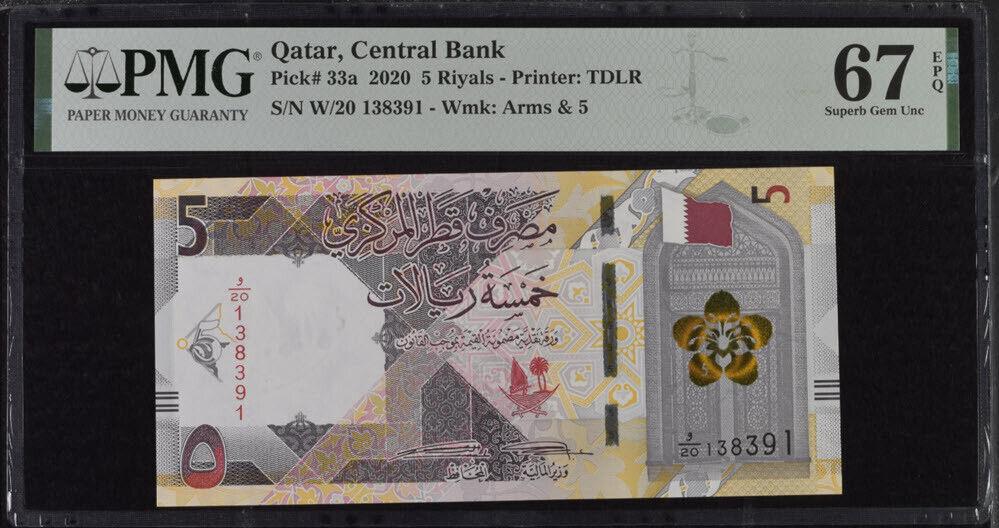 PMG®
PAPER MONEY GUARANTY
Qatar, Central Bank
Pick# 33a 2020 5 Riyals - Printer: TDLR
S/N W/20 138391 - Wmk: Arms & 5
67 EPQ
Superb Gem Unc
5
5
مصرف قطر المركزي
و/20 138391
خمسة ريالات
ورقة نقدية مضمونة القيمة بموجب القانون
٥
وزير المالية
المحافظ
و/20 138391